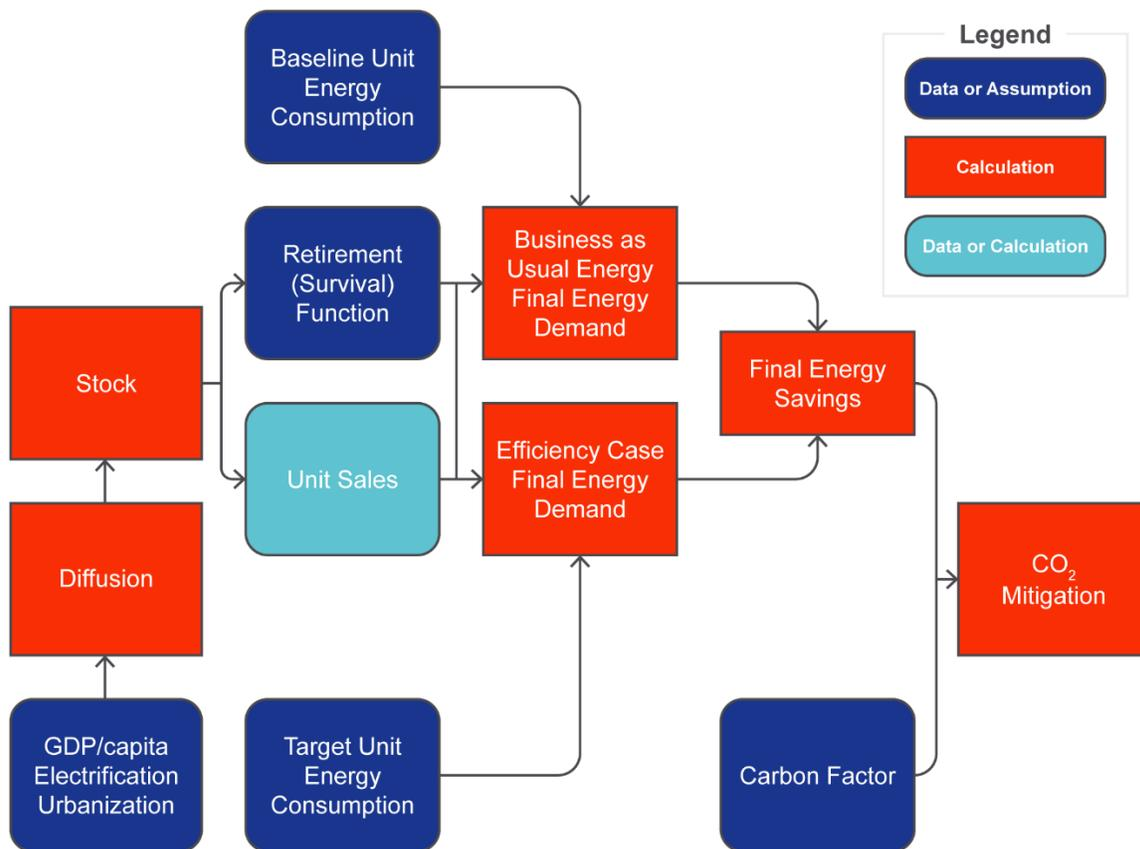 Baseline Unit
Energy
Consumption
Legend
Data or Assumption
Calculation
Data or Calculation
Retirement
(Survival)
Function
Business as
Usual Energy
Final Energy
Demand
Stock
Final Energy
Savings
Unit Sales
Efficiency Case
Final Energy
Demand
Diffusion
CO₂
Mitigation
GDP/capita
Electrification
Urbanization
Target Unit
Energy
Consumption
Carbon Factor